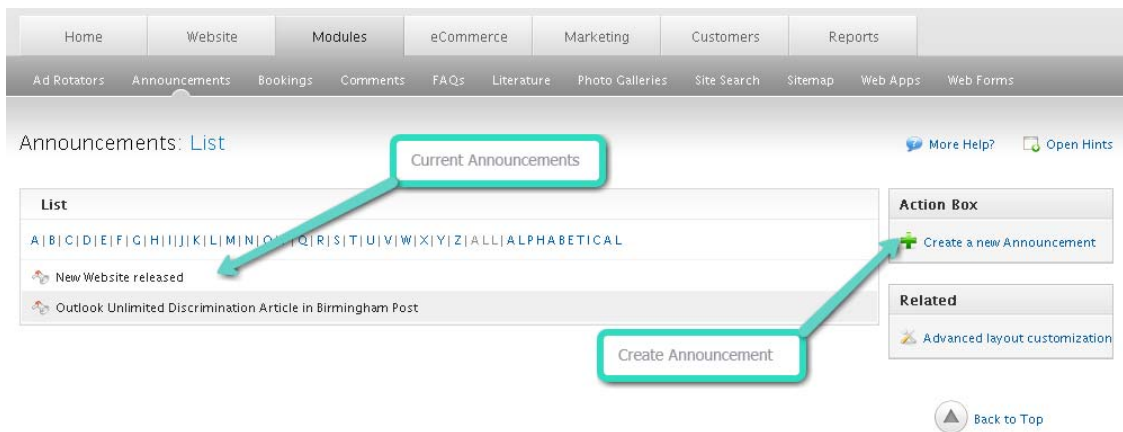 Home Website Modules eCommerce Marketing Customers Reports
Ad Rotators Announcements Bookings Comments FAQs Literature Photo Galleries Site Search Sitemap Web Apps Web Forms
Announcements: List
Current Announcements
More Help? Open Hints
List
A|B|C|D|E|F|G|H|I|J|K|L|M|N|O|Q|R|S|T|U|V|W|X|Y|Z|ALL|ALPHABETICAL
New Website released
Outlook Unlimited Discrimination Article in Birmingham Post
Create Announcement
Action Box
Create a new Announcement
Related
Advanced layout customization
Back to Top